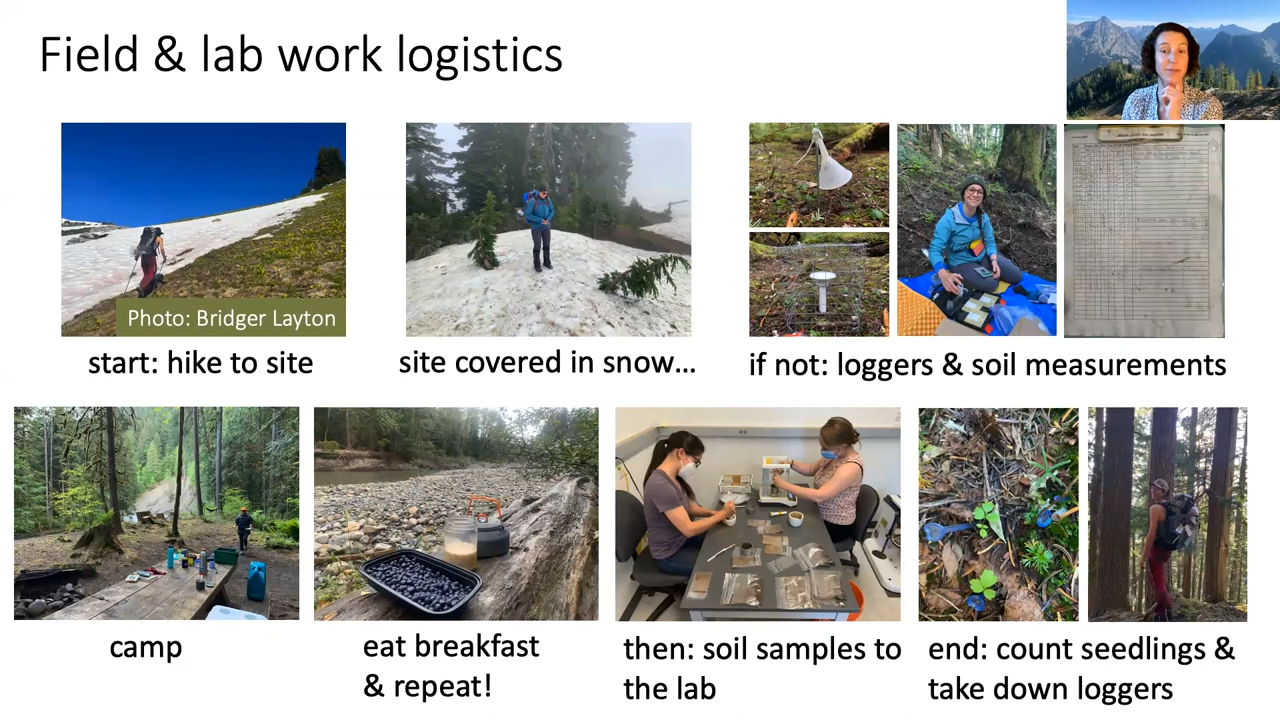 Field & lab work logistics
Photo: Bridger Layton
start: hike to site
site covered in snow...
if not: loggers & soil measurements
camp
eat breakfast
& repeat!
then: soil samples to
the lab
end: count seedlings &
take down loggers